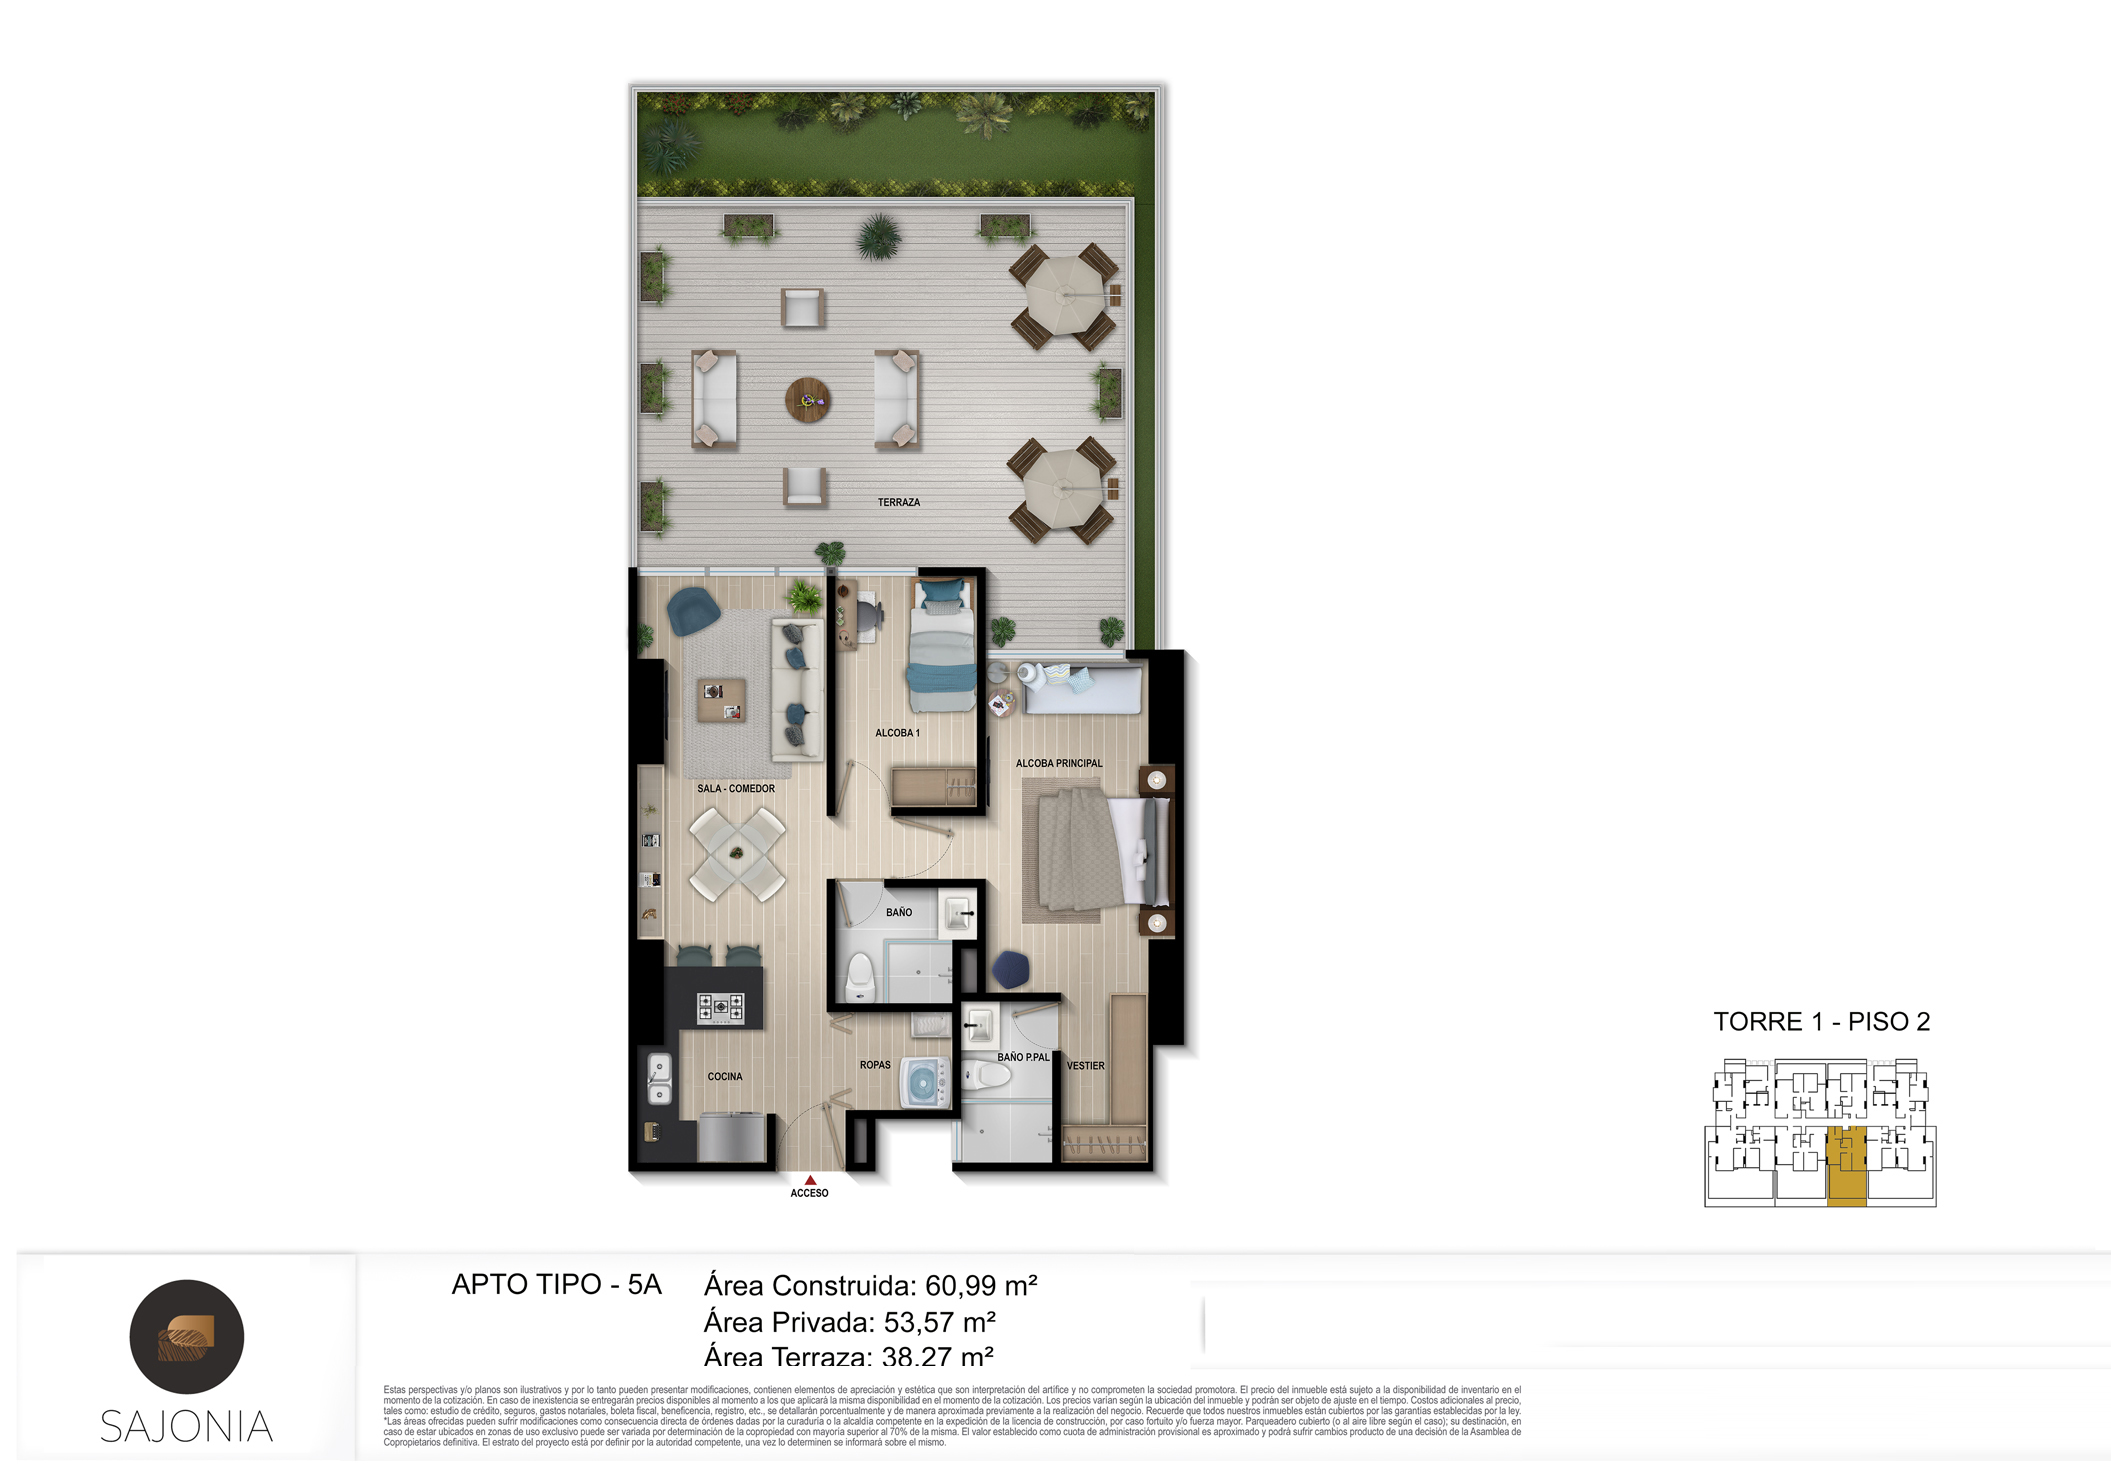 TERRAZA
ALCOBA 1
ALCOBA PRINCIPAL
SALA - COMEDOR
BAÑO
BAÑO P.PAL
ROPAS
VESTIER
COCINA
ACCESO
TORRE 1 - PISO 2
APTO TIPO - 5A
Área Construida: 60,99 m²
Área Privada: 53,57 m²
Área Terraza: 38,27 m²
SAJONIA
Estas perspectivas y/o planos son ilustrativos y por lo tanto pueden presentar modificaciones, contienen elementos de apreciación y estética que son interpretación del artífice y no comprometen la sociedad promotora. El precio del inmueble está sujeto a la disponibilidad de inventario en el
momento de la cotización. En caso de inexistencia se entregarán precios disponibles al momento a los que aplicará la misma disponibilidad en el momento de la cotización. Los precios varían según la ubicación del inmueble y podrán ser objeto de ajuste en el tiempo. Costos adicionales al precio,
tales como: estudio de crédito, seguros, gastos notariales, boleta fiscal, beneficencia, registro, etc., se detallarán porcentualmente y de manera aproximada previamente a la realización del negocio. Recuerde que todos nuestros inmuebles están cubiertos por las garantías establecidas por la ley.
*Las áreas ofrecidas pueden sufrir modificaciones como consecuencia directa de órdenes dadas por la curaduría o la alcaldía competente en la expedición de la licencia de construcción, por caso fortuito y/o fuerza mayor. Parqueadero cubierto (o al aire libre según el caso); su destinación, en
caso de estar ubicados en zonas de uso exclusivo puede ser variada por determinación de la copropiedad con mayoría superior al 70% de la misma. El valor establecido como cuota de administración provisional es aproximado y podrá sufrir cambios producto de una decisión de la Asamblea de
Copropietarios definitiva. El estrato del proyecto está por definir por la autoridad competente, una vez lo determinen se informará sobre el mismo.